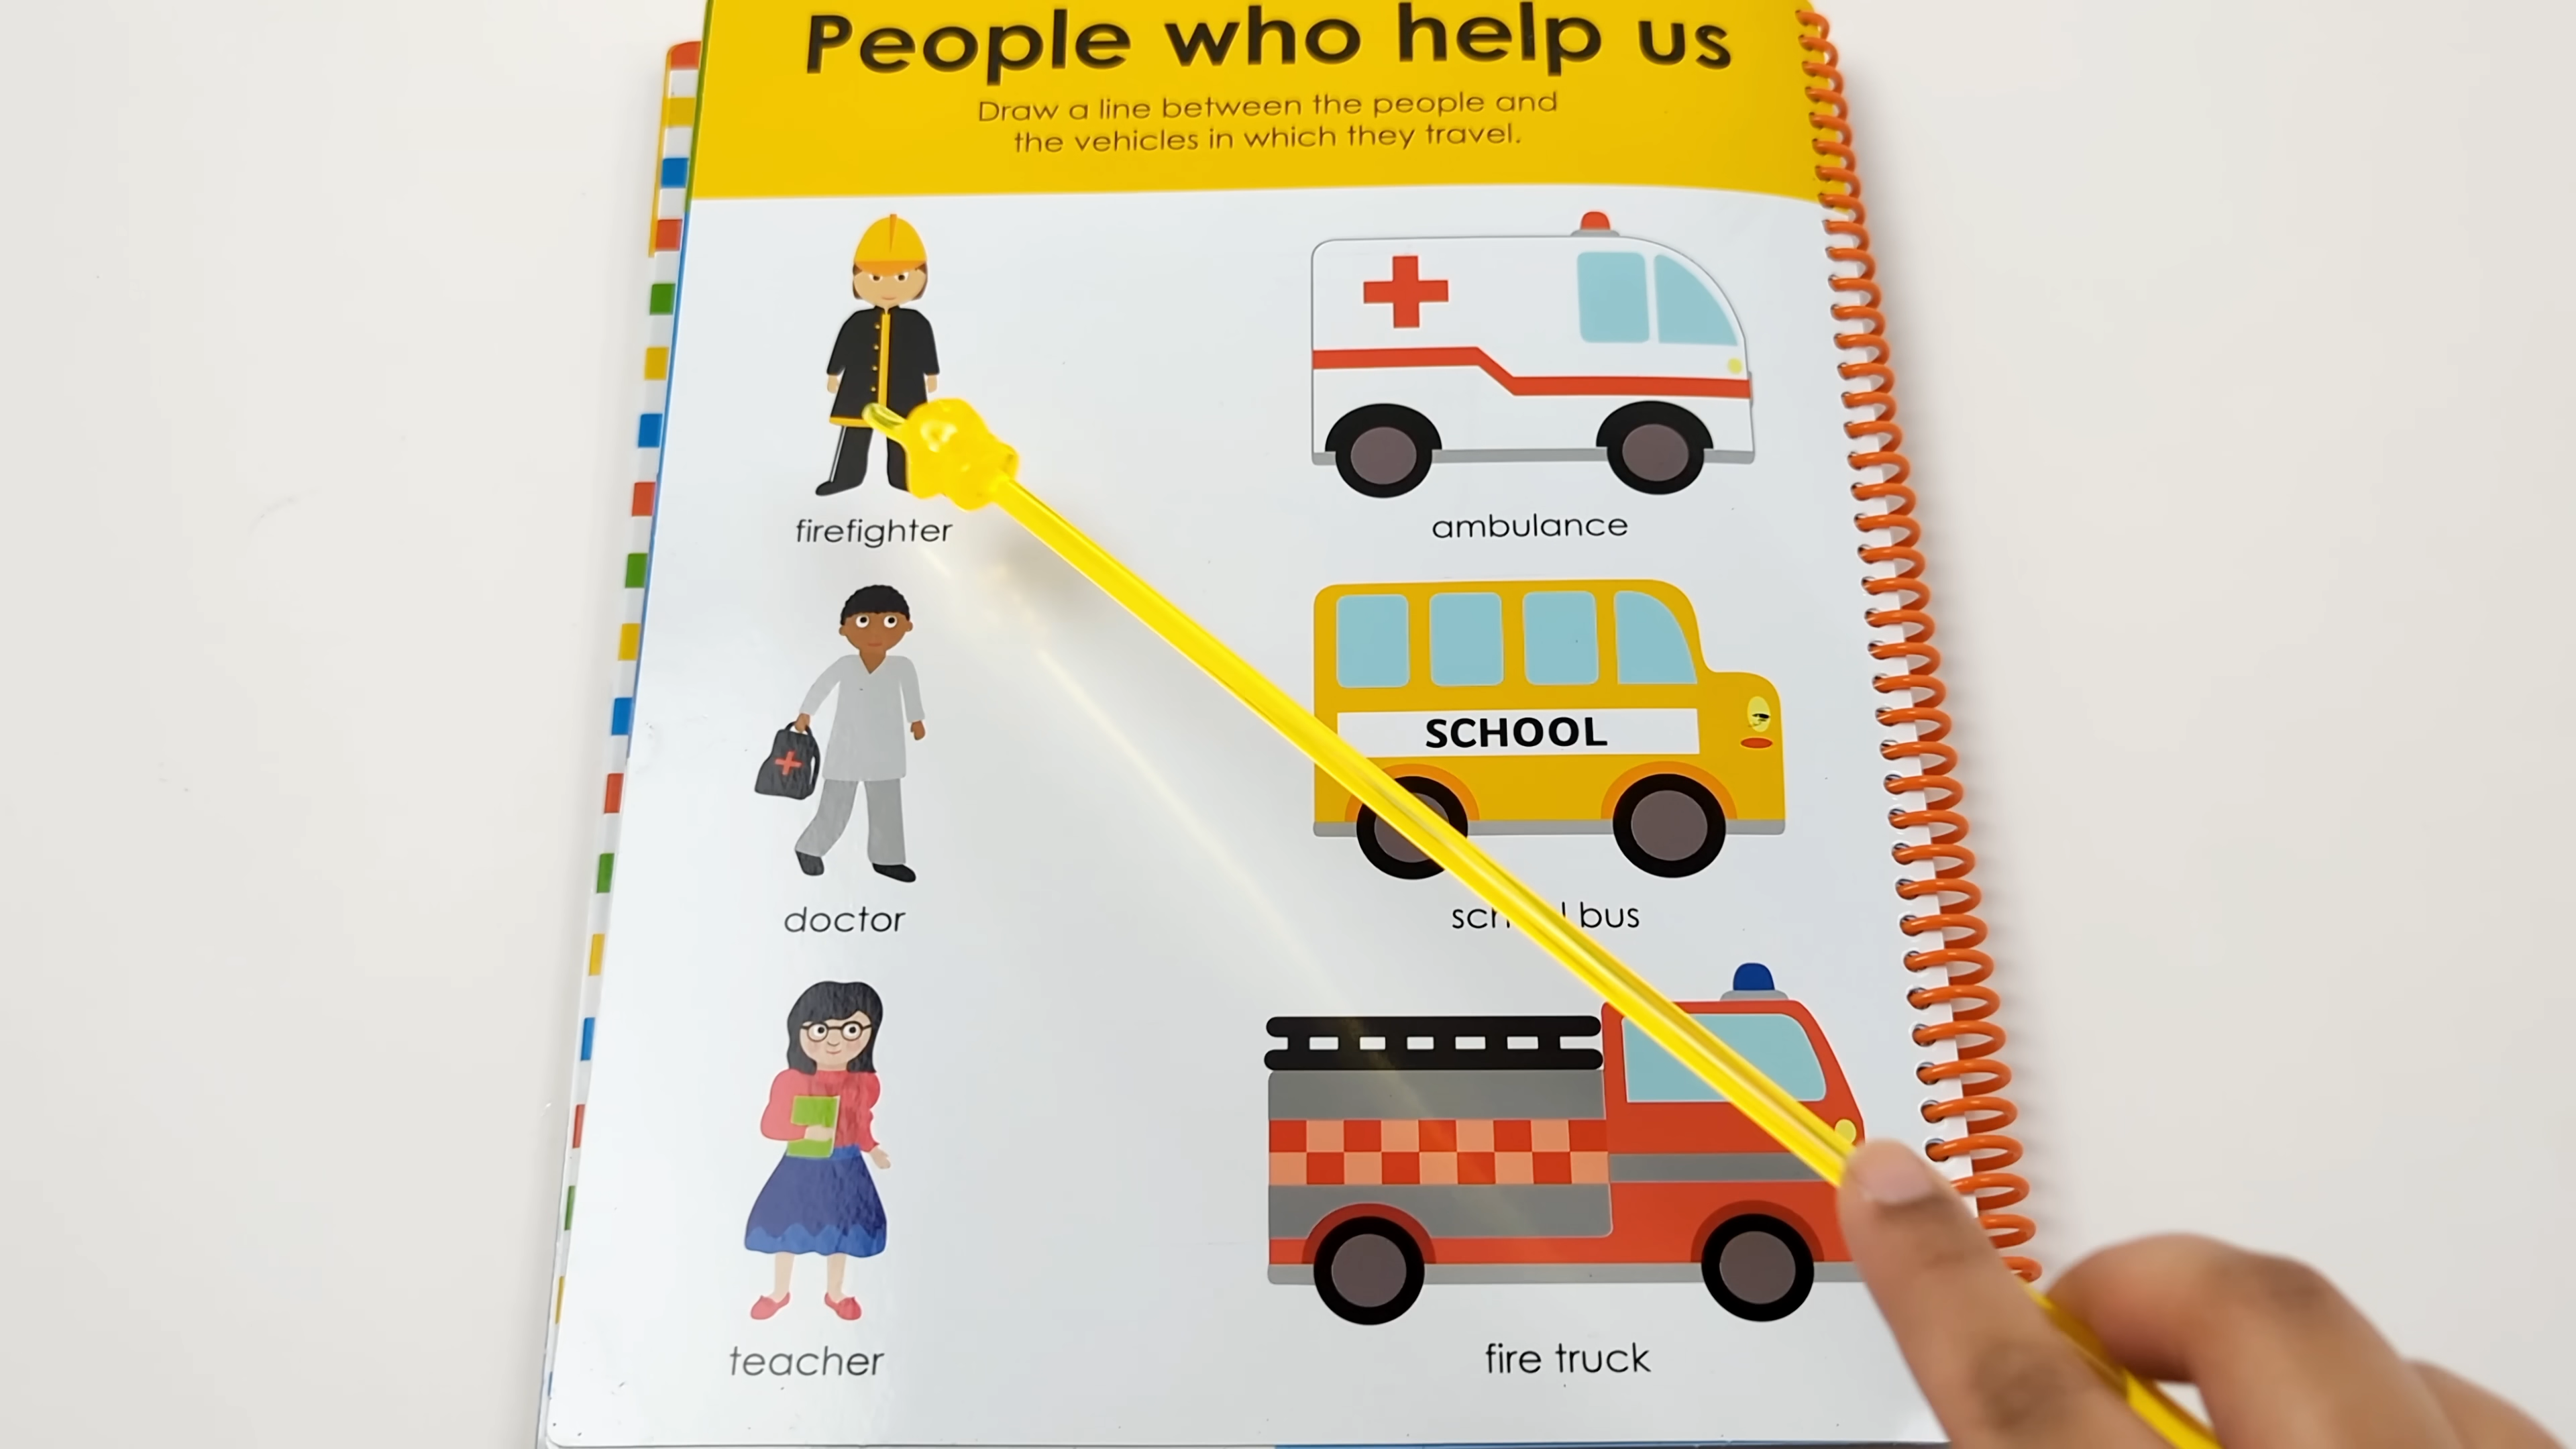 People who help us
Draw a line between the people and
the vehicles in which they travel.
firefighter
ambulance
SCHOOL
doctor
bus
teacher
fire truck